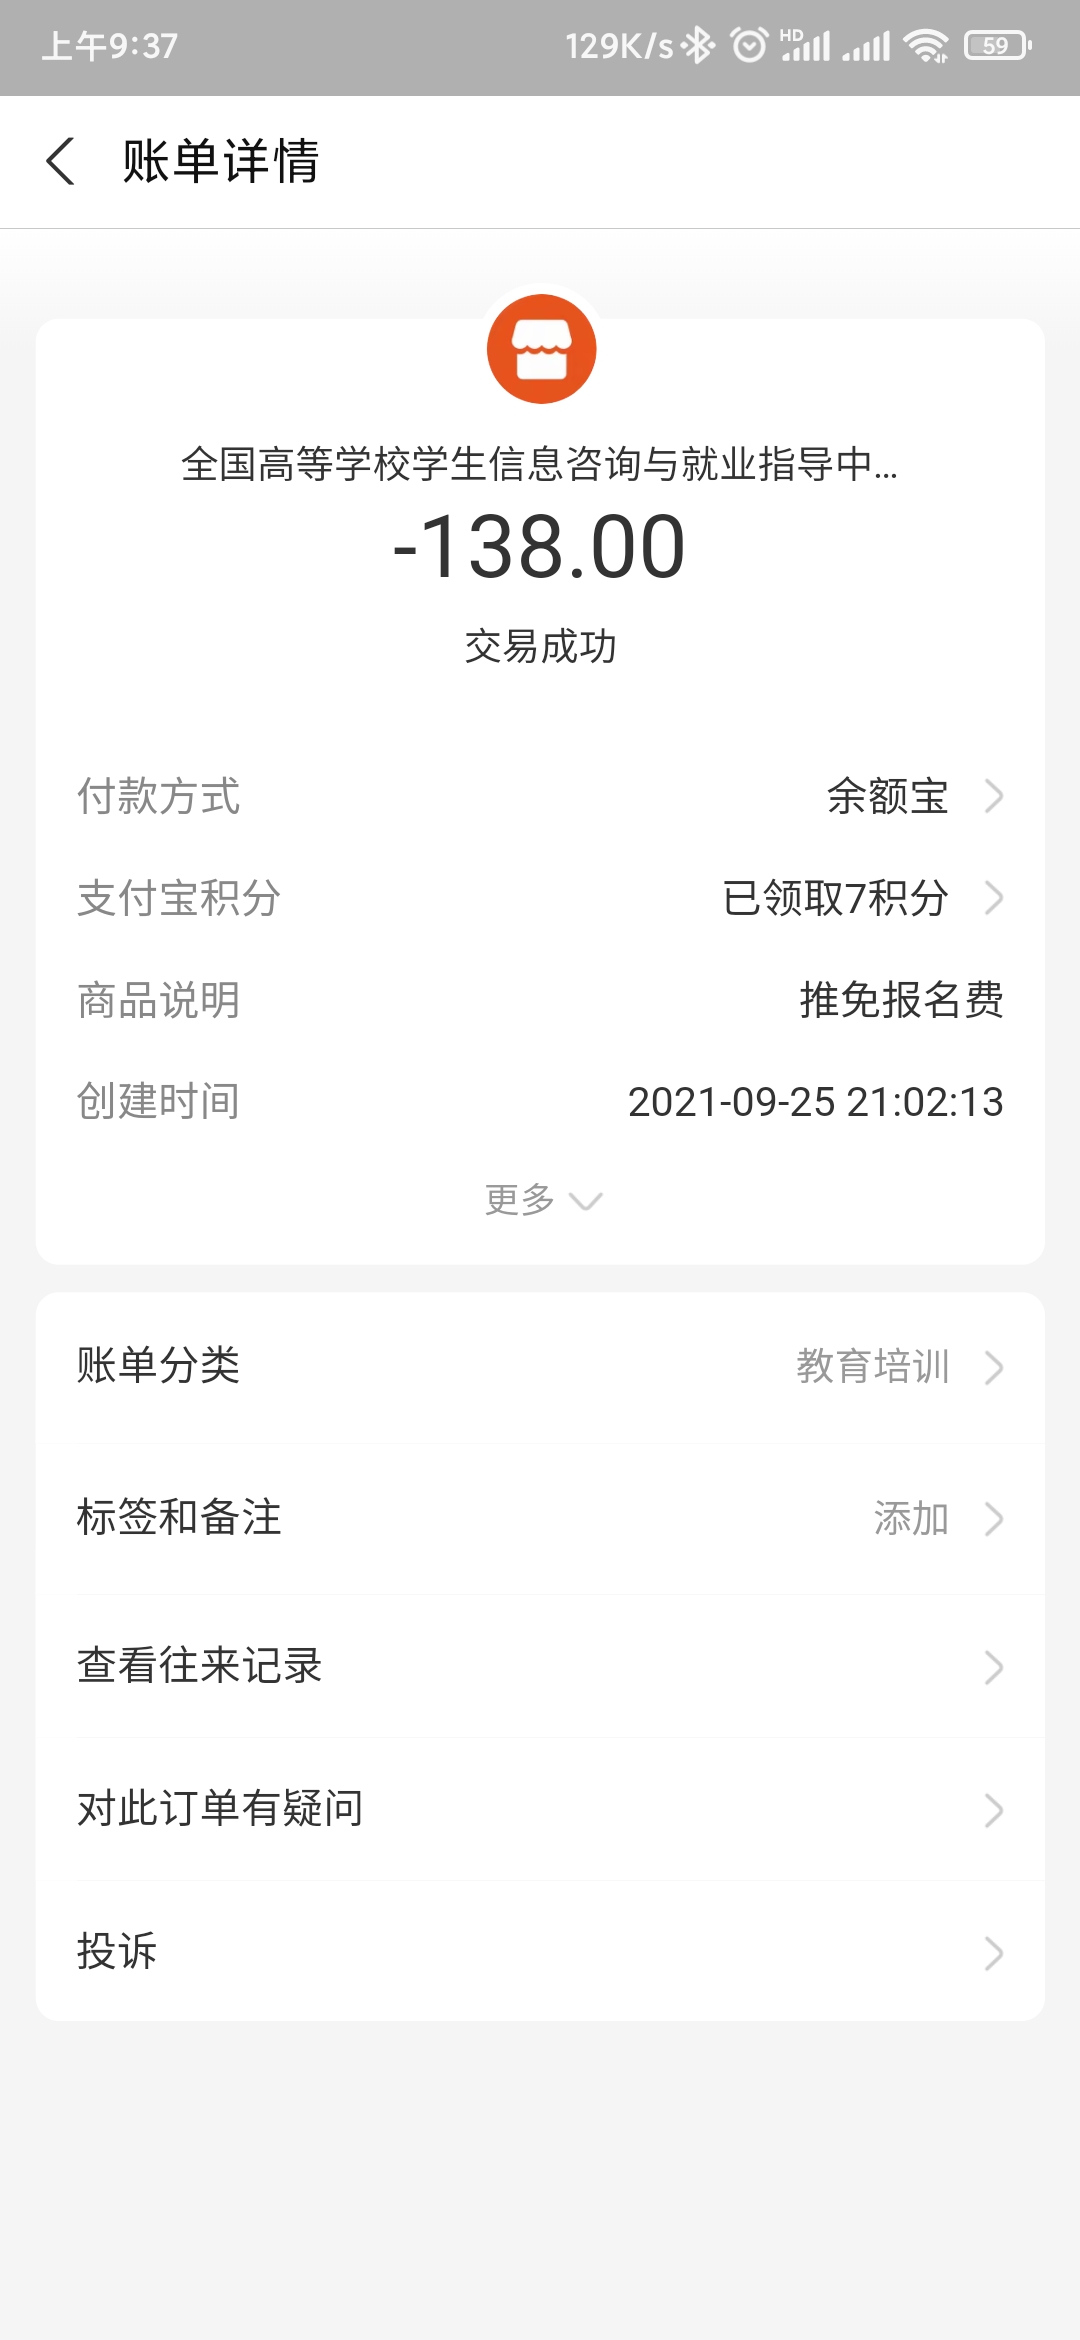 上午9:37
129K/s HD 59
账单详情
全国高等学校学生信息咨询与就业指导中...
-138.00
交易成功
付款方式 余额宝
支付宝积分 已领取7积分
商品说明 推免报名费
创建时间 2021-09-25 21:02:13
更多
账单分类 教育培训
标签和备注 添加
查看往来记录
对此订单有疑问
投诉